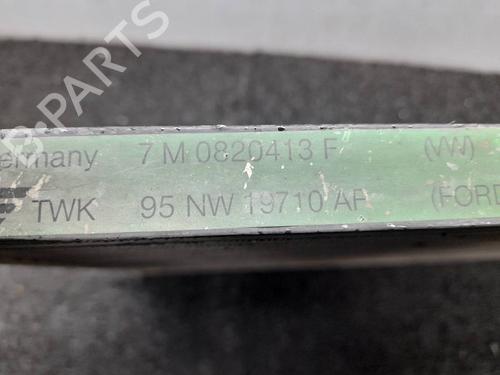 B-PARTS
ermany 7 M 0820413 F (VW)
TWK 95 NW 19710 AF (FORD